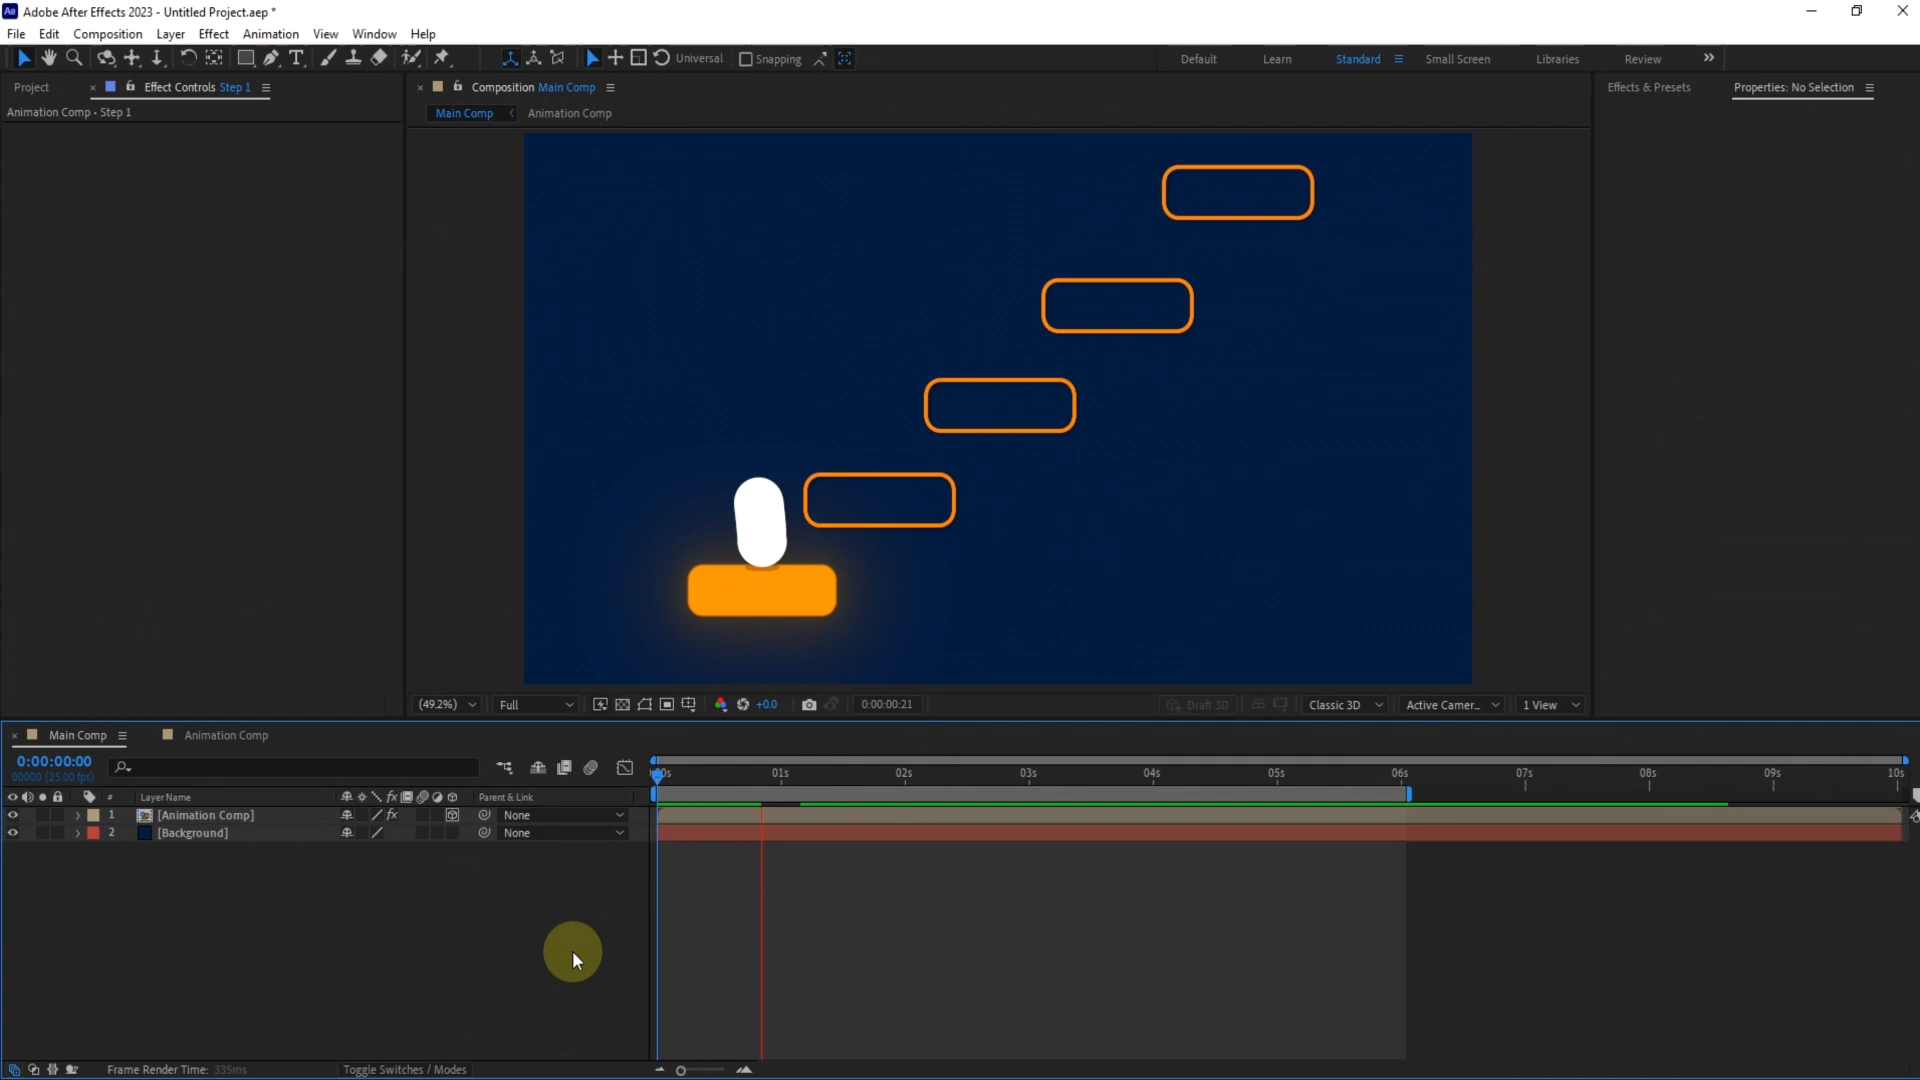 Ae Adobe After Effects 2023 - Untitled Project.aep *
File Edit Composition Layer Effect Animation View Window Help
Universal Snapping Default Learn Standard Small Screen Libraries Review
Project Effect Controls Step 1
Composition Main Comp
Effects & Presets Properties: No Selection
Animation Comp • Step 1
Main Comp Animation Comp
(49.2%) Full +0.0 0:00:00:21 Draft 3D Classic 3D Active Camer... 1 View
Main Comp Animation Comp
0:00:00:00
00000 (25.00 fps)
00s 01s 02s 03s 04s 05s 06s 07s 08s 09s 10s
# Layer Name Parent & Link
1 [Animation Comp] fx None
2 [Background] None
Frame Render Time: 335ms Toggle Switches / Modes